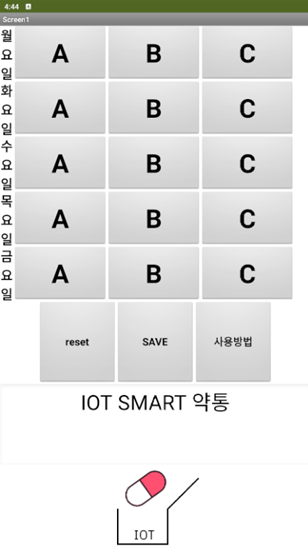 4:44
Screen1
월요일 A B C
화요일 A B C
수요일 A B C
목요일 A B C
금요일 A B C
reset SAVE 사용방법
IOT SMART 약통
IOT